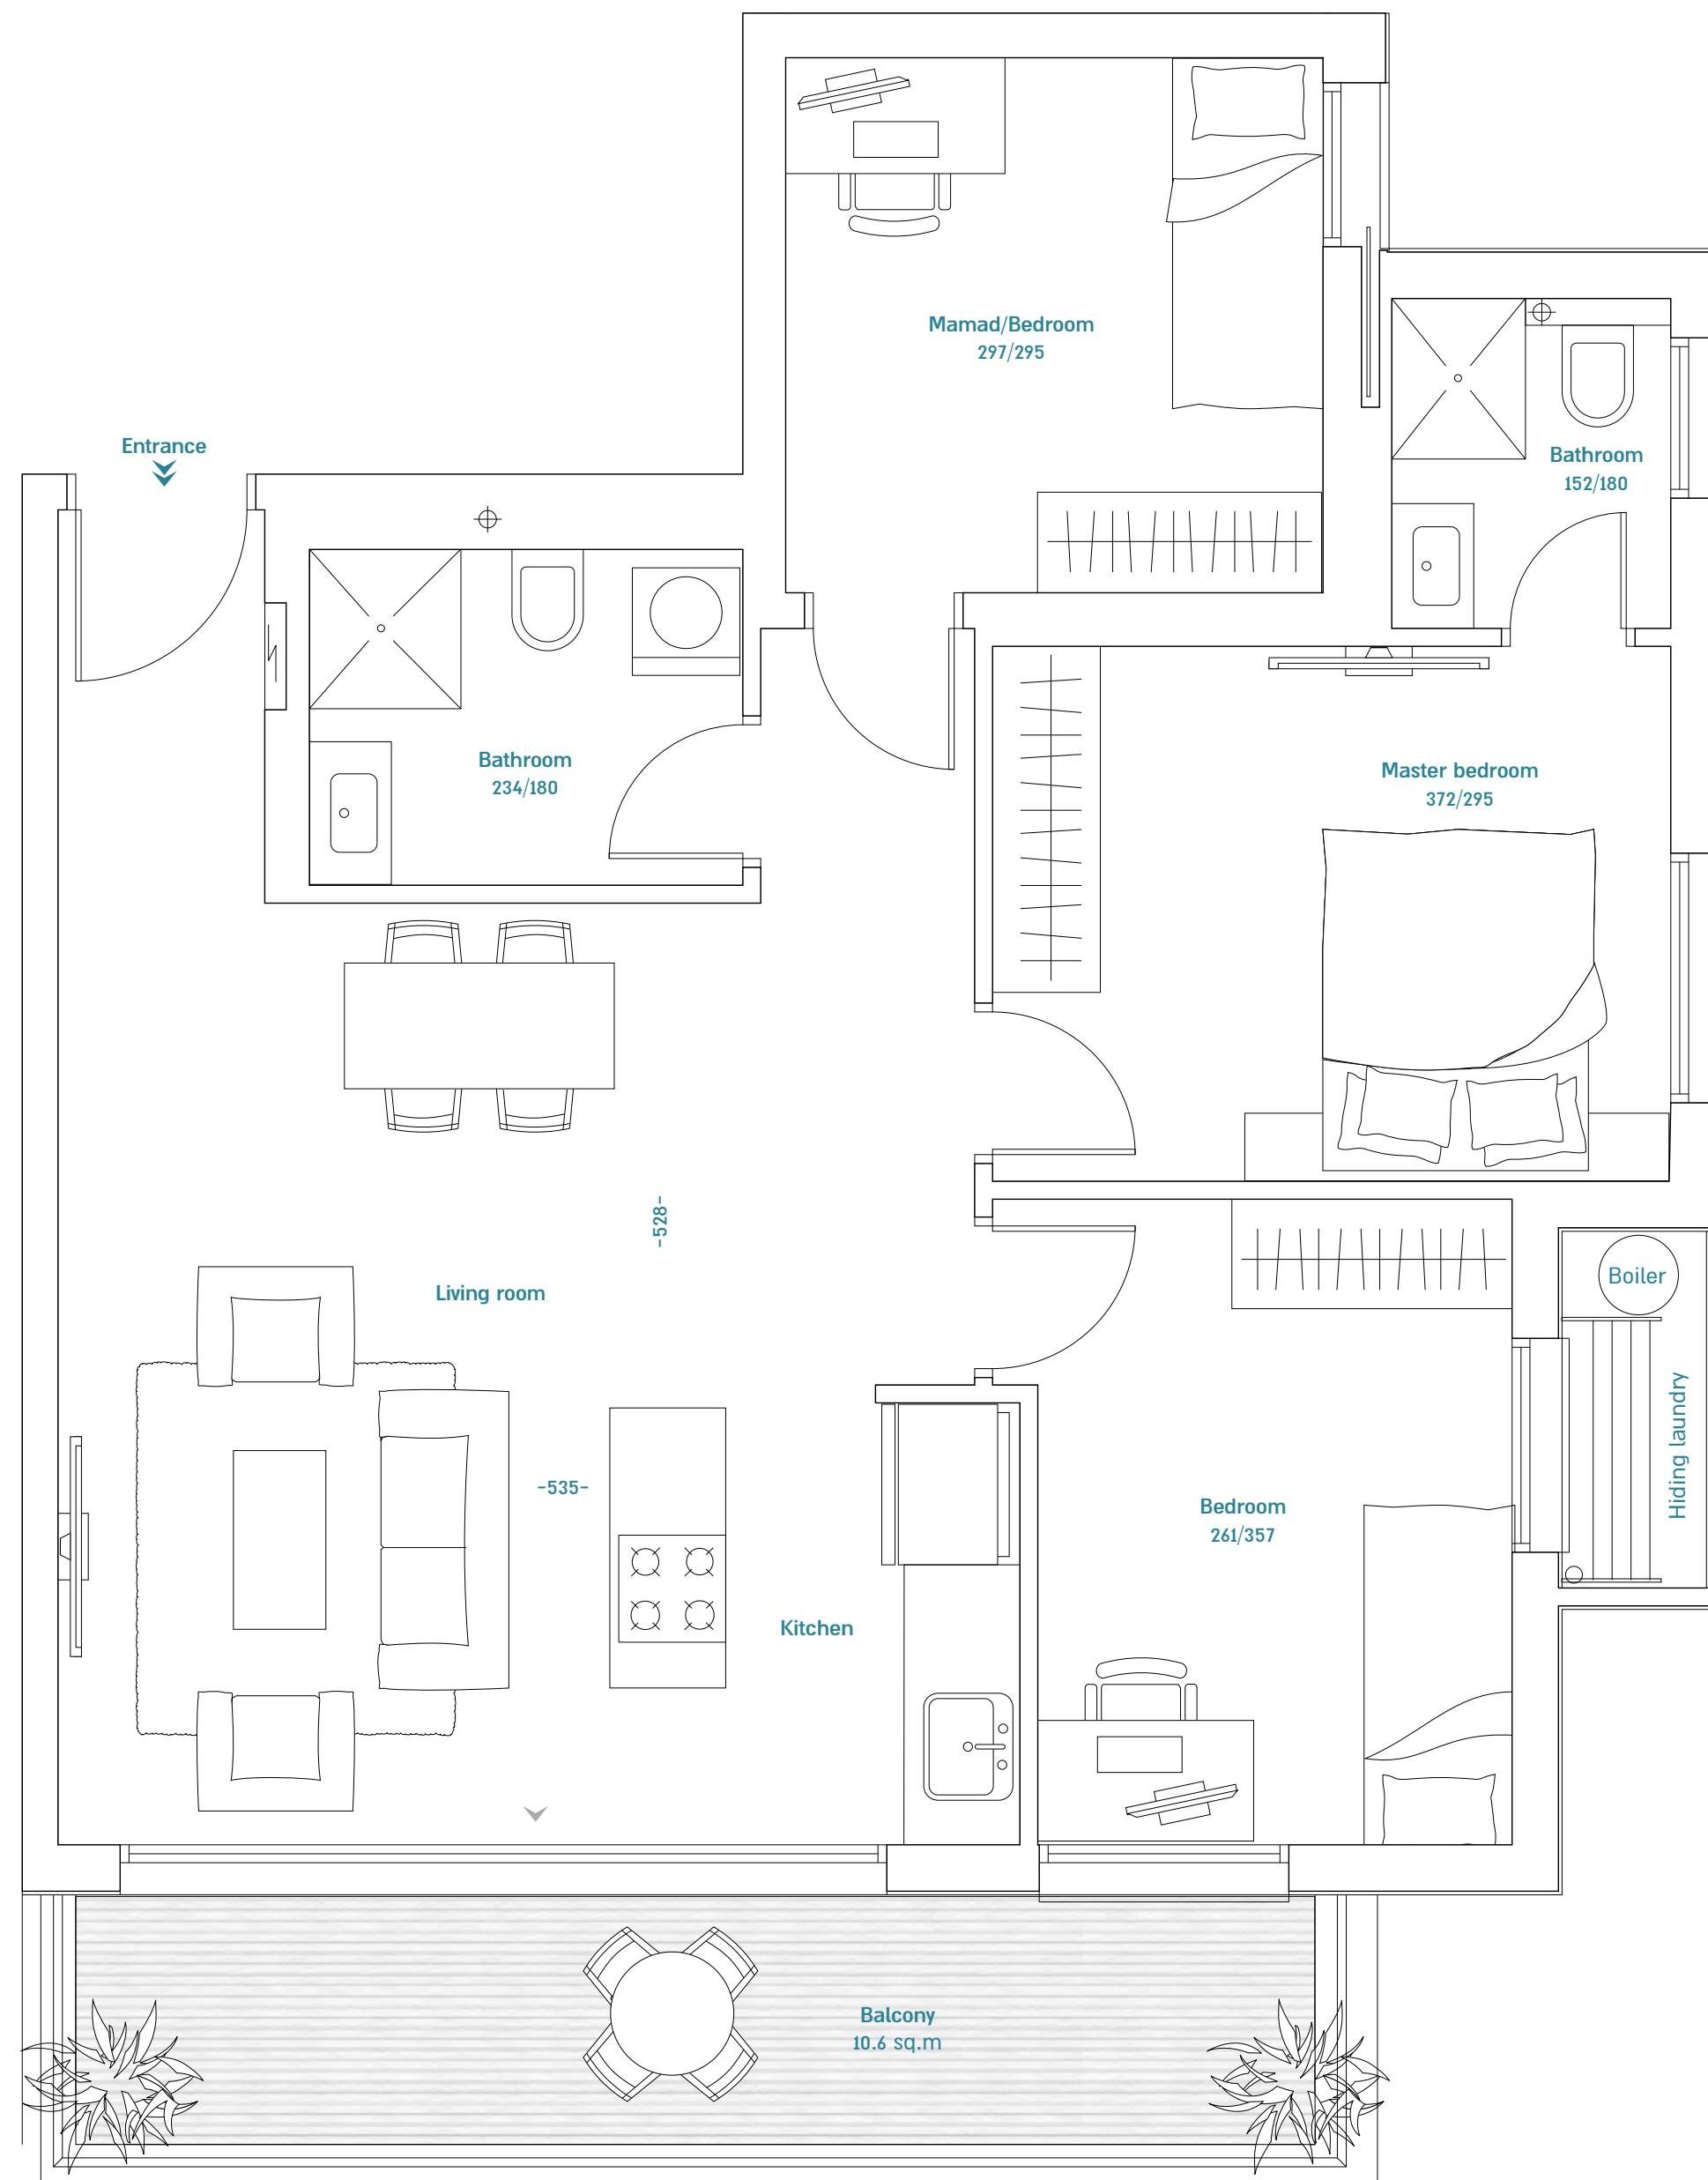 Mamad/Bedroom
297/295
Entrance
Bathroom
152/180
Bathroom
234/180
Master bedroom
372/295
-528-
Living room
Boiler
Hiding laundry
-535-
Bedroom
261/357
Kitchen
Balcony
10.6 sq.m